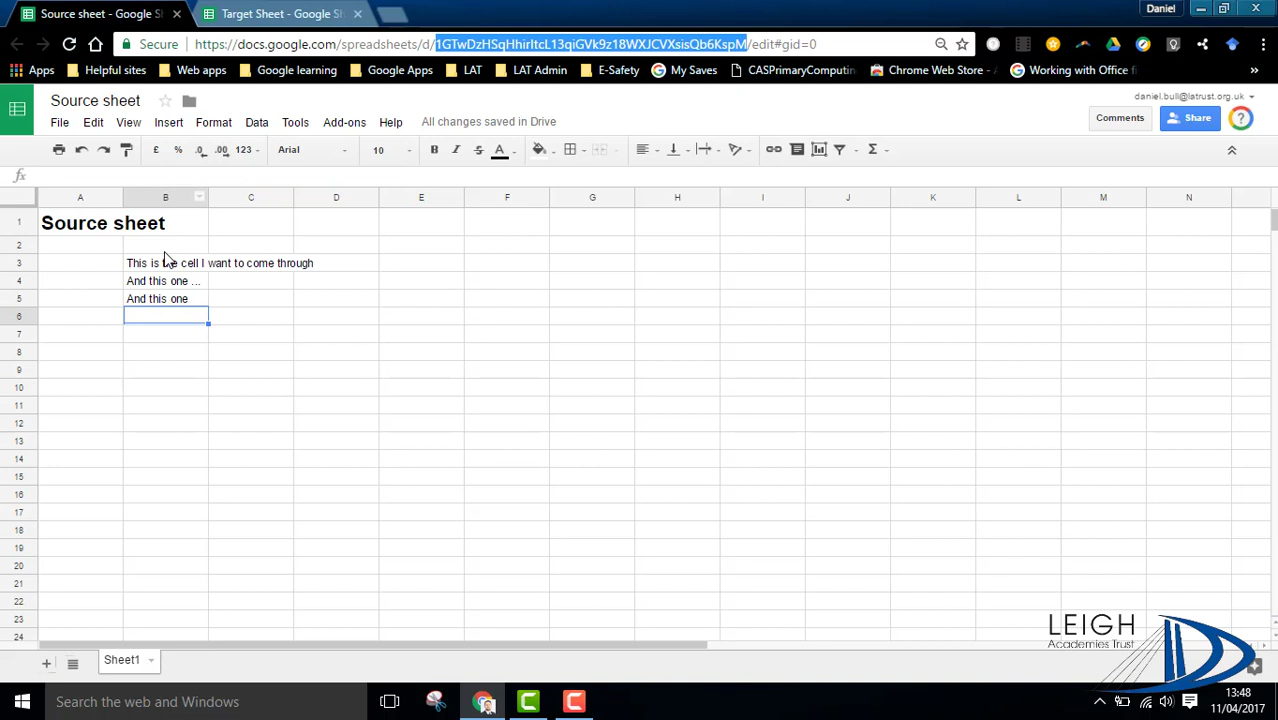 Source sheet - Google S
Target Sheet - Google Sh
Daniel
Secure
https://docs.google.com/spreadsheets/d/1GTwDzHSqHhirItcL13qiGVk9z18WXJCVXsisQb6KspM/edit#gid=0
Apps
Helpful sites
Web apps
Google learning
Google Apps
LAT
LAT Admin
E-Safety
My Saves
CASPrimaryComputin
Chrome Web Store -
Working with Office fi
»
Source sheet
daniel.bull@latrust.org.uk
File Edit View Insert Format Data Tools Add-ons Help
All changes saved in Drive
Comments
Share
£ % .0 .00 123
Arial
10
B I S A
Σ
fx
A B C D E F G H I J K L M N
1 Source sheet
2
3 This is the cell I want to come through
4 And this one ...
5 And this one
6
7
8
9
10
11
12
13
14
15
16
17
18
19
20
21
22
23
24
LEIGH
Academies Trust
Sheet1
Search the web and Windows
13:48
11/04/2017